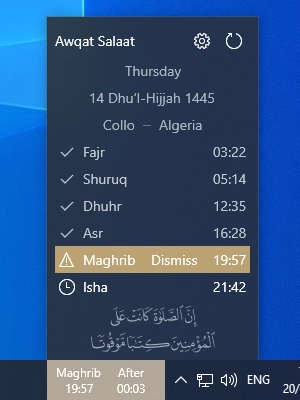 Awqat Salaat
Thursday
14 Dhu'l-Hijjah 1445
Collo – Algeria
Fajr 03:22
Shuruq 05:14
Dhuhr 12:35
Asr 16:28
Maghrib Dismiss 19:57
Isha 21:42
إِنَّ ٱلصَّلَوٰةَ كَانَتْ عَلَى
ٱلْمُؤْمِنِينَ كِتَـٰبًا مَّوْقُوتًا
Maghrib After
19:57 00:03 ENG
20/